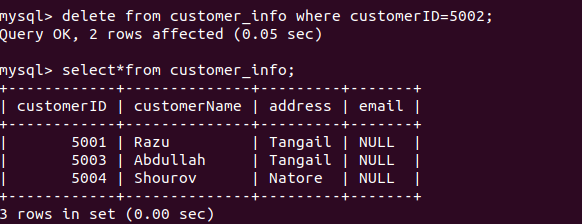 mysql> delete from customer_info where customerID=5002;
Query OK, 2 rows affected (0.05 sec)

mysql> select*from customer_info;
+------------+--------------+---------+-------+
| customerID | customerName | address | email |
+------------+--------------+---------+-------+
|       5001 | Razu         | Tangail | NULL  |
|       5003 | Abdullah     | Tangail | NULL  |
|       5004 | Shourov      | Natore  | NULL  |
+------------+--------------+---------+-------+
3 rows in set (0.00 sec)